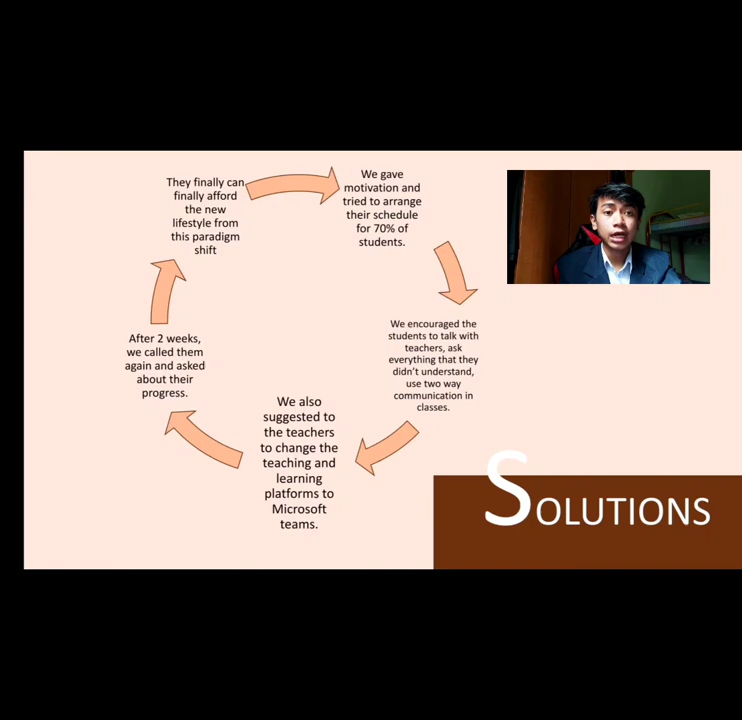 We gave
motivation and
tried to arrange
their schedule
for 70% of
students.
We encouraged the
students to talk with
teachers, ask
everything that they
didn't understand,
use two way
communication in
classes.
We also
suggested to
the teachers
to change the
teaching and
learning
platforms to
Microsoft
teams.
After 2 weeks,
we called them
again and asked
about their
progress.
They finally can
finally afford
the new
lifestyle from
this paradigm
shift
SOLUTIONS